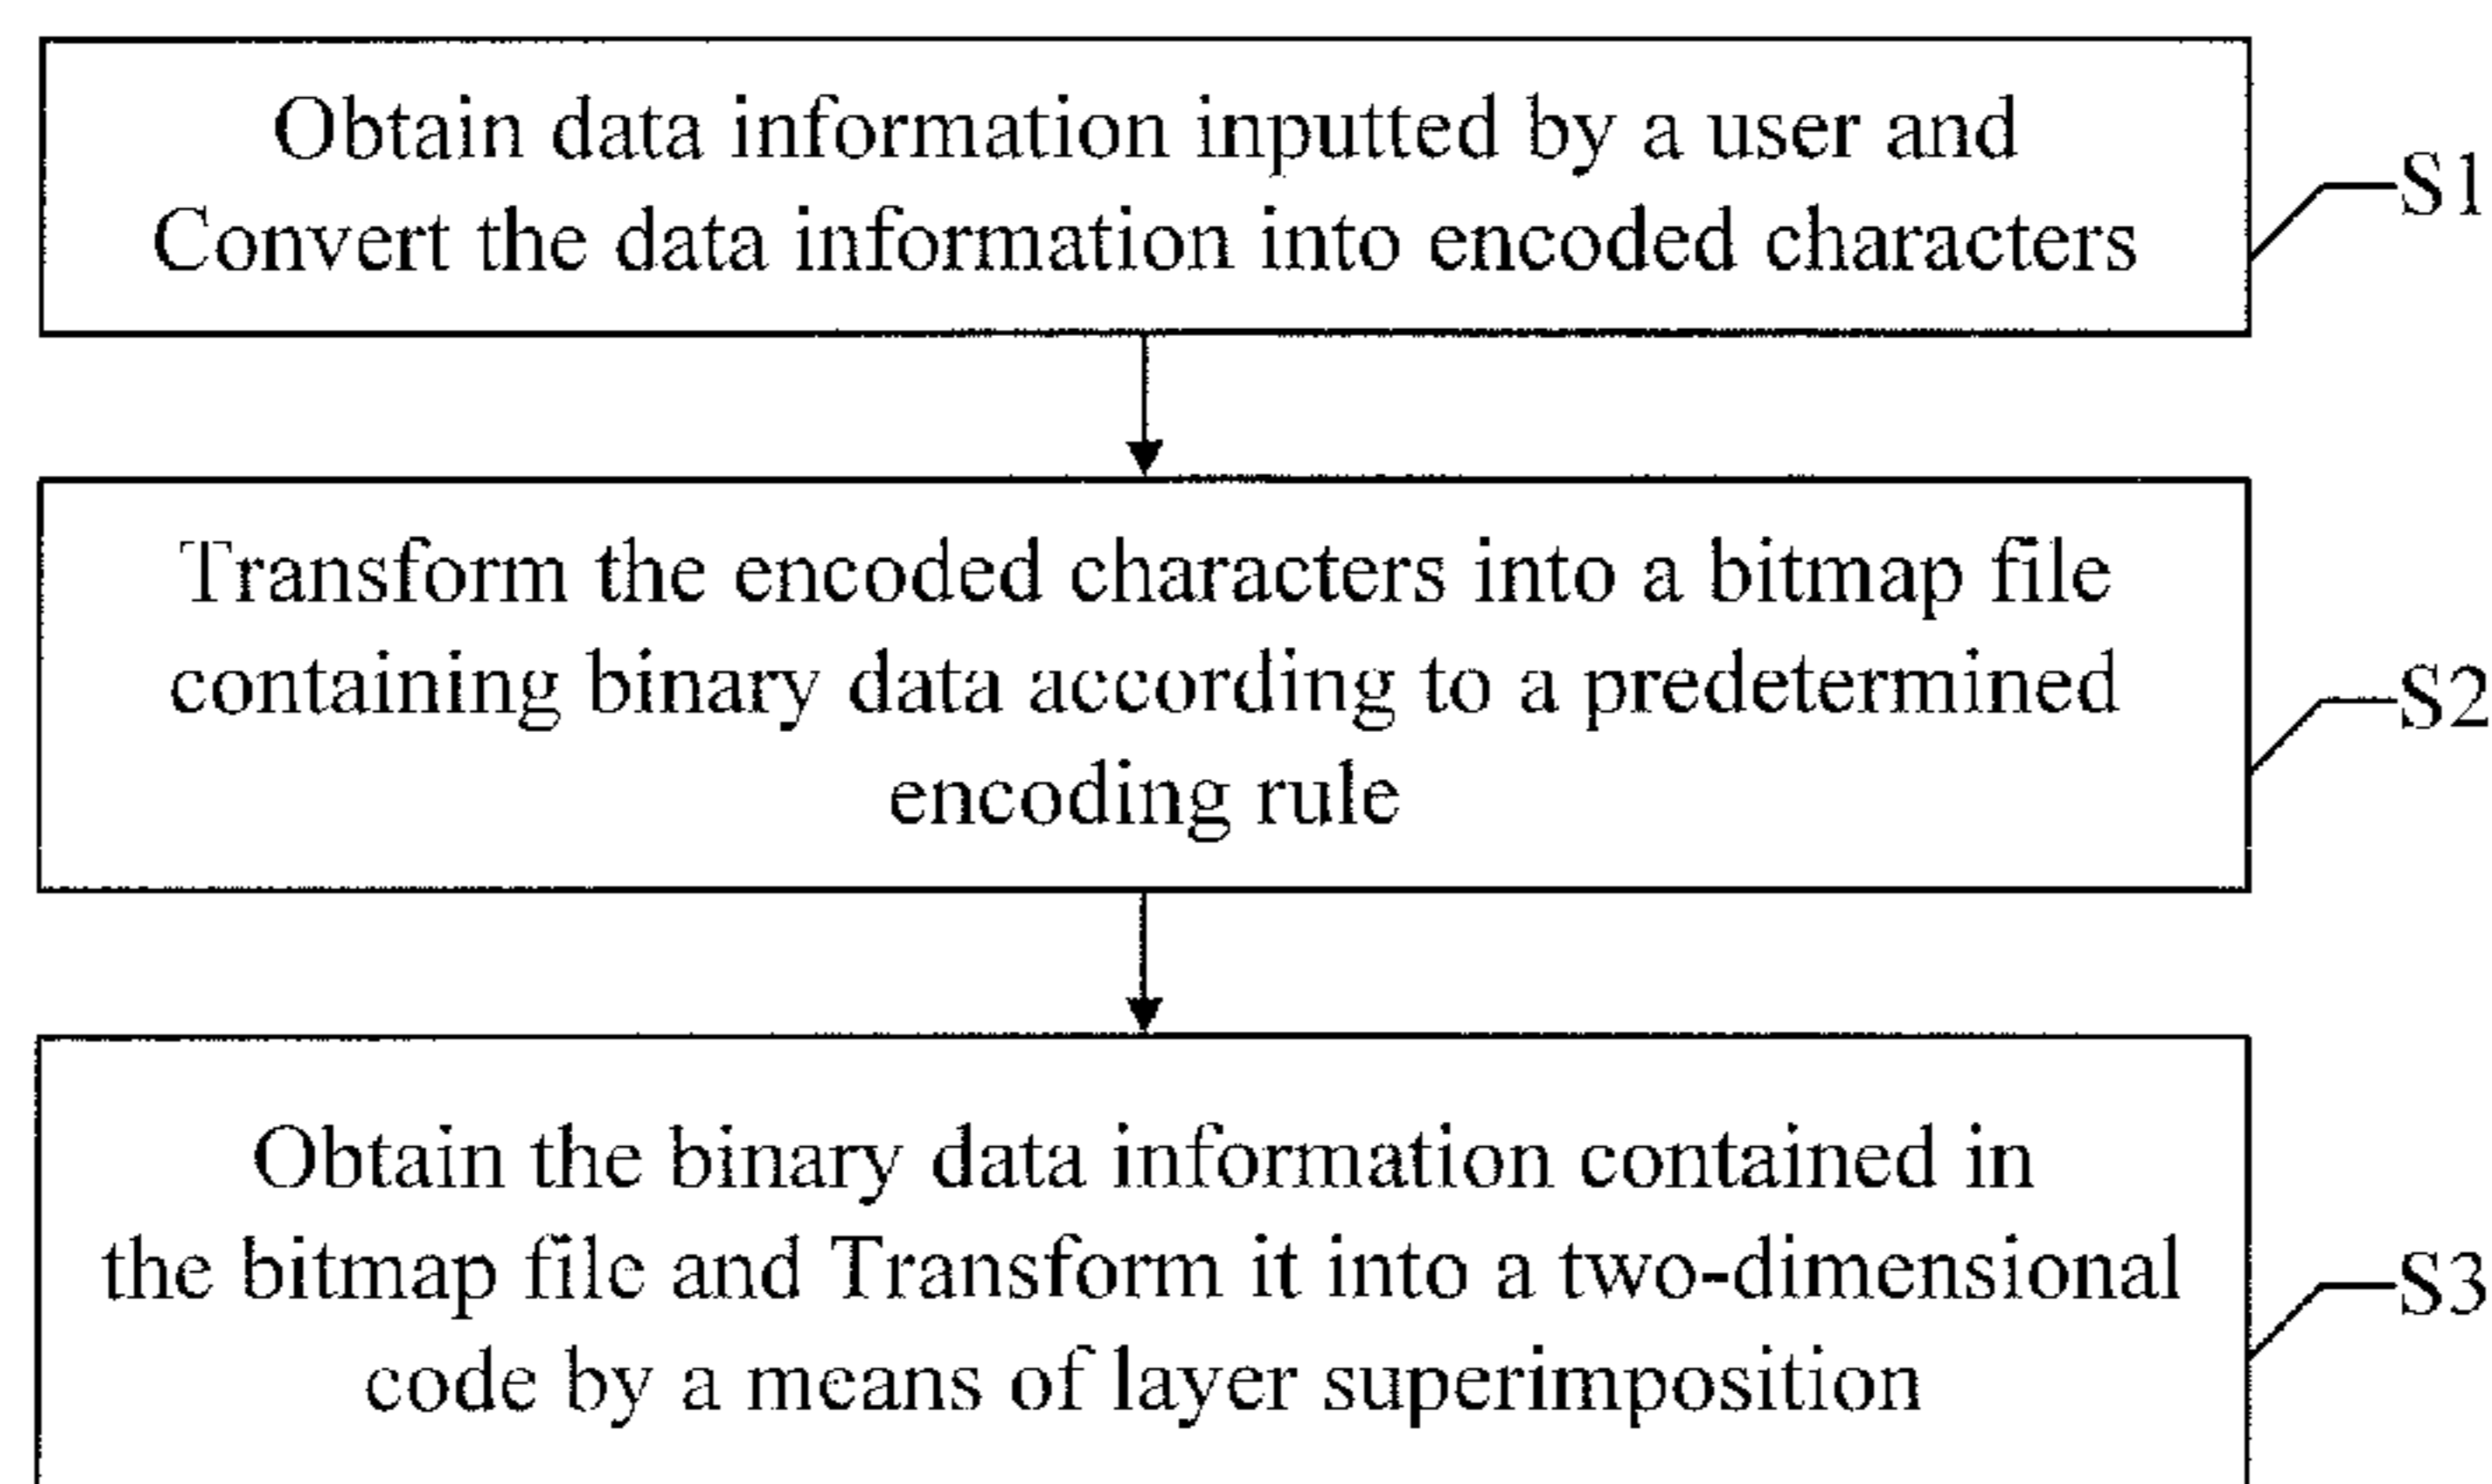 Obtain data information inputted by a user and
Convert the data information into encoded characters
S1
Transform the encoded characters into a bitmap file
containing binary data according to a predetermined
encoding rule
S2
Obtain the binary data information contained in
the bitmap file and Transform it into a two-dimensional
code by a means of layer superimposition
S3